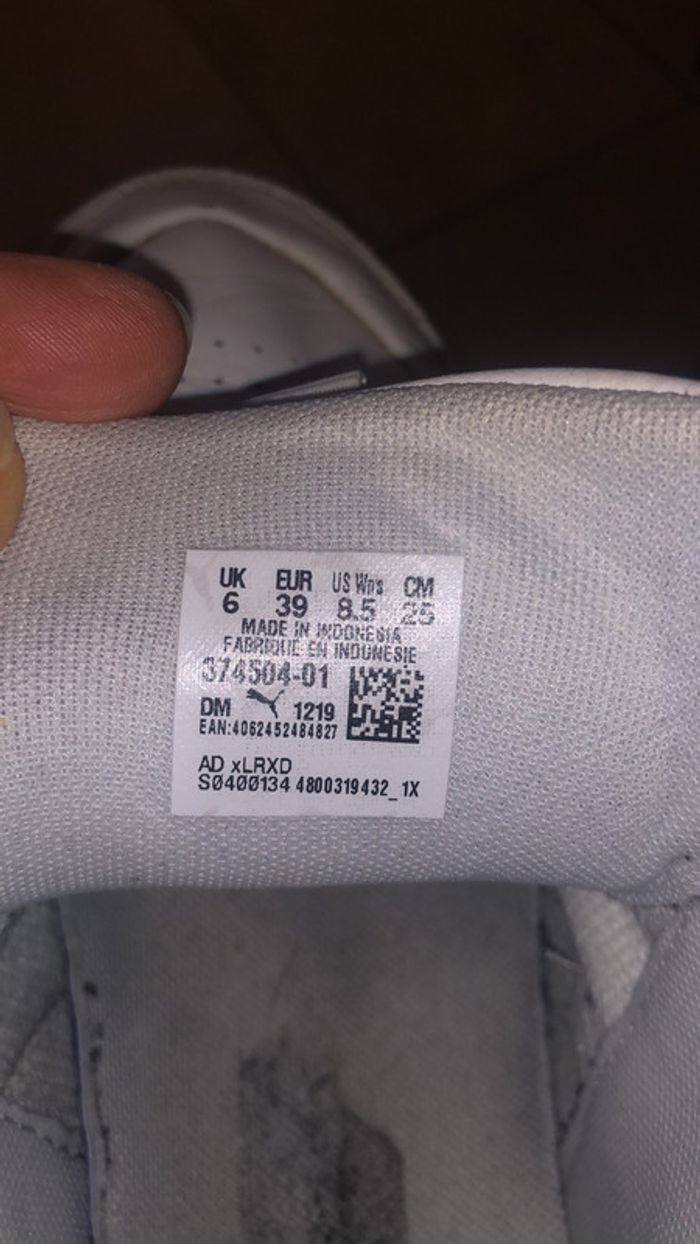 UK EUR US Wn's CM
6 39 8.5 25
MADE IN INDONESIA
FABRIQUE EN INDONESIE
374504-01
DM 1219
EAN:4062452484827
AD xLRXD
SØ4ØØ134 4800319432_1X